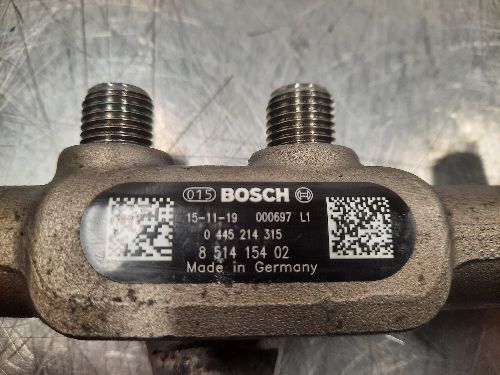 015 BOSCH
15-11-19 000697 L1
0 445 214 315
8 514 154 02
Made in Germany